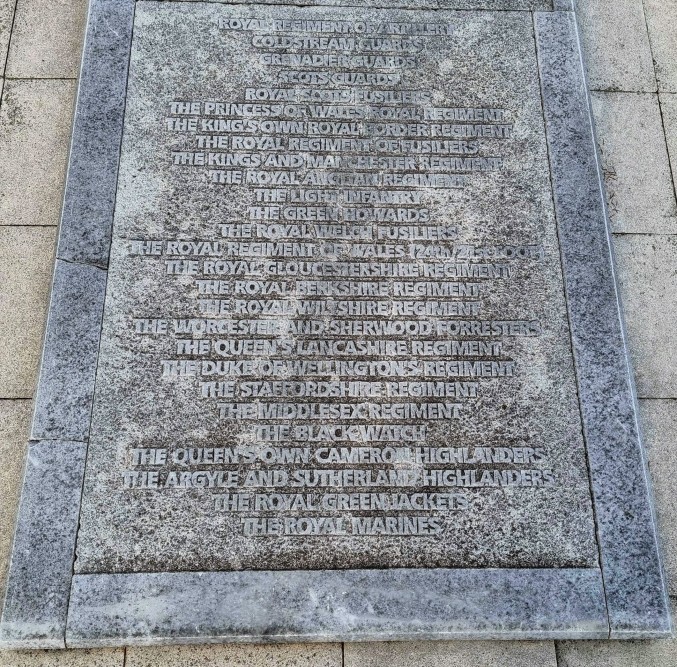 ROYAL REGIMENT OF ARTILLERY
COLDSTREAM GUARDS
GRENADIER GUARDS
SCOTS GUARDS
ROYAL SCOTS FUSILIERS
THE PRINCESS OF WALES ROYAL REGIMENT
THE KING'S OWN ROYAL BORDER REGIMENT
THE ROYAL REGIMENT OF FUSILIERS
THE KINGS AND MANCHESTER REGIMENT
THE ROYAL ANGLIAN REGIMENT
THE LIGHT INFANTRY
THE GREEN HOWARDS
THE ROYAL WELCH FUSILIERS
THE ROYAL REGIMENT OF WALES (24th/41st FOOT)
THE ROYAL GLOUCESTERSHIRE REGIMENT
THE ROYAL BERKSHIRE REGIMENT
THE ROYAL WILTSHIRE REGIMENT
THE WORCESTER AND SHERWOOD FORRESTERS
THE QUEEN'S LANCASHIRE REGIMENT
THE DUKE OF WELLINGTON'S REGIMENT
THE STAFFORDSHIRE REGIMENT
THE MIDDLESEX REGIMENT
THE BLACK WATCH
THE QUEEN'S OWN CAMERON HIGHLANDERS
THE ARGYLE AND SUTHERLAND HIGHLANDERS
THE ROYAL GREEN JACKETS
THE ROYAL MARINES